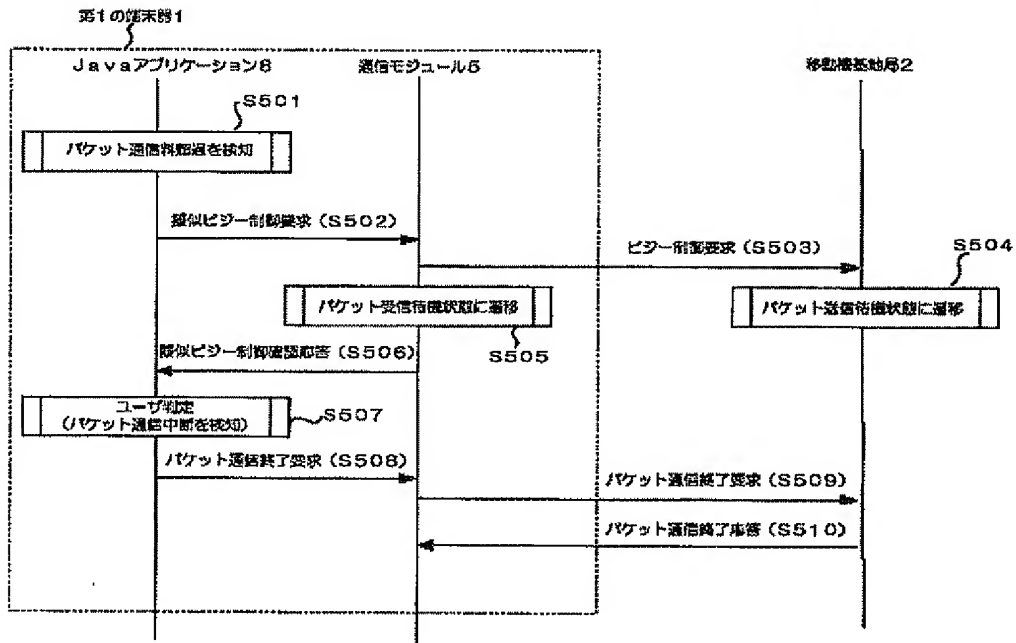 第1の端末器1
Javaアプリケーション6
通信モジュール5
移動機基地局2
S501
パケット通信料超過を検知
擬似ビジー制御要求（S502）
ビジー制御要求（S503）
S504
パケット受信待機状態に遷移
パケット送信待機状態に遷移
S505
擬似ビジー制御確認応答（S506）
ユーザ判定
（パケット通信中断を検知）
S507
パケット通信終了要求（S508）
パケット通信終了要求（S509）
パケット通信終了応答（S510）